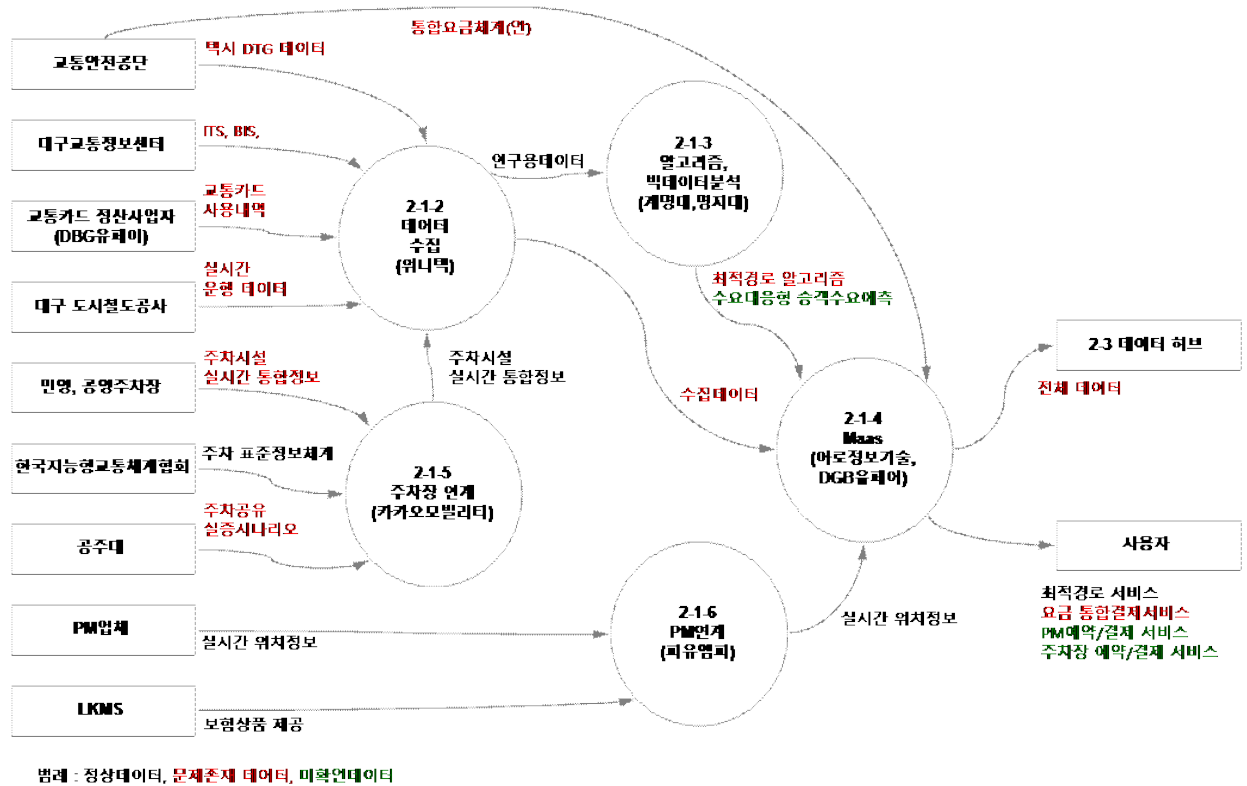 통합요금체계(안)
교통안전공단
택시 DTG 데이터
대구교통정보센터
ITS, BIS,
교통카드 정산사업자
(DBG유페이)
교통카드
사용내역
대구 도시철도공사
실시간
운행 데이터
민영, 공영주차장
주차시설
실시간 통합정보
한국지능형교통체계협회
주차 표준정보체계
공주대
주차공유
실증시나리오
PM업체
실시간 위치정보
LKMS
보험상품 제공
2-1-2
데이터
수집
(위니텍)
연구용데이터
2-1-3
알고리즘,
빅데이터분석
(계명대,명지대)
최적경로 알고리즘
수요대응형 승객수요예측
주차시설
실시간 통합정보
수집데이터
2-1-5
주차장 연계
(카카오모빌리티)
2-1-4
Maas
(아로정보기술,
DGB유페이)
2-1-6
PM연계
(피유엠피)
실시간 위치정보
2-3 데이터 허브
전체 데이터
사용자
최적경로 서비스
요금 통합결제서비스
PM예약/결제 서비스
주차장 예약/결제 서비스
범례 : 정상데이터, 문제존재 데이터, 미확인데이터